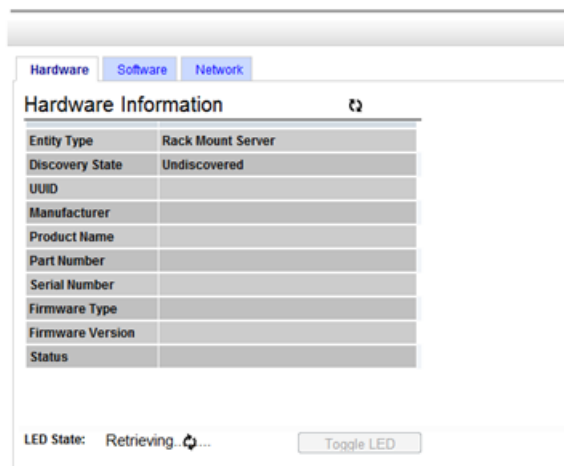 Hardware Software Network
Hardware Information
Entity Type Rack Mount Server
Discovery State Undiscovered
UUID
Manufacturer
Product Name
Part Number
Serial Number
Firmware Type
Firmware Version
Status
LED State: Retrieving...... Toggle LED